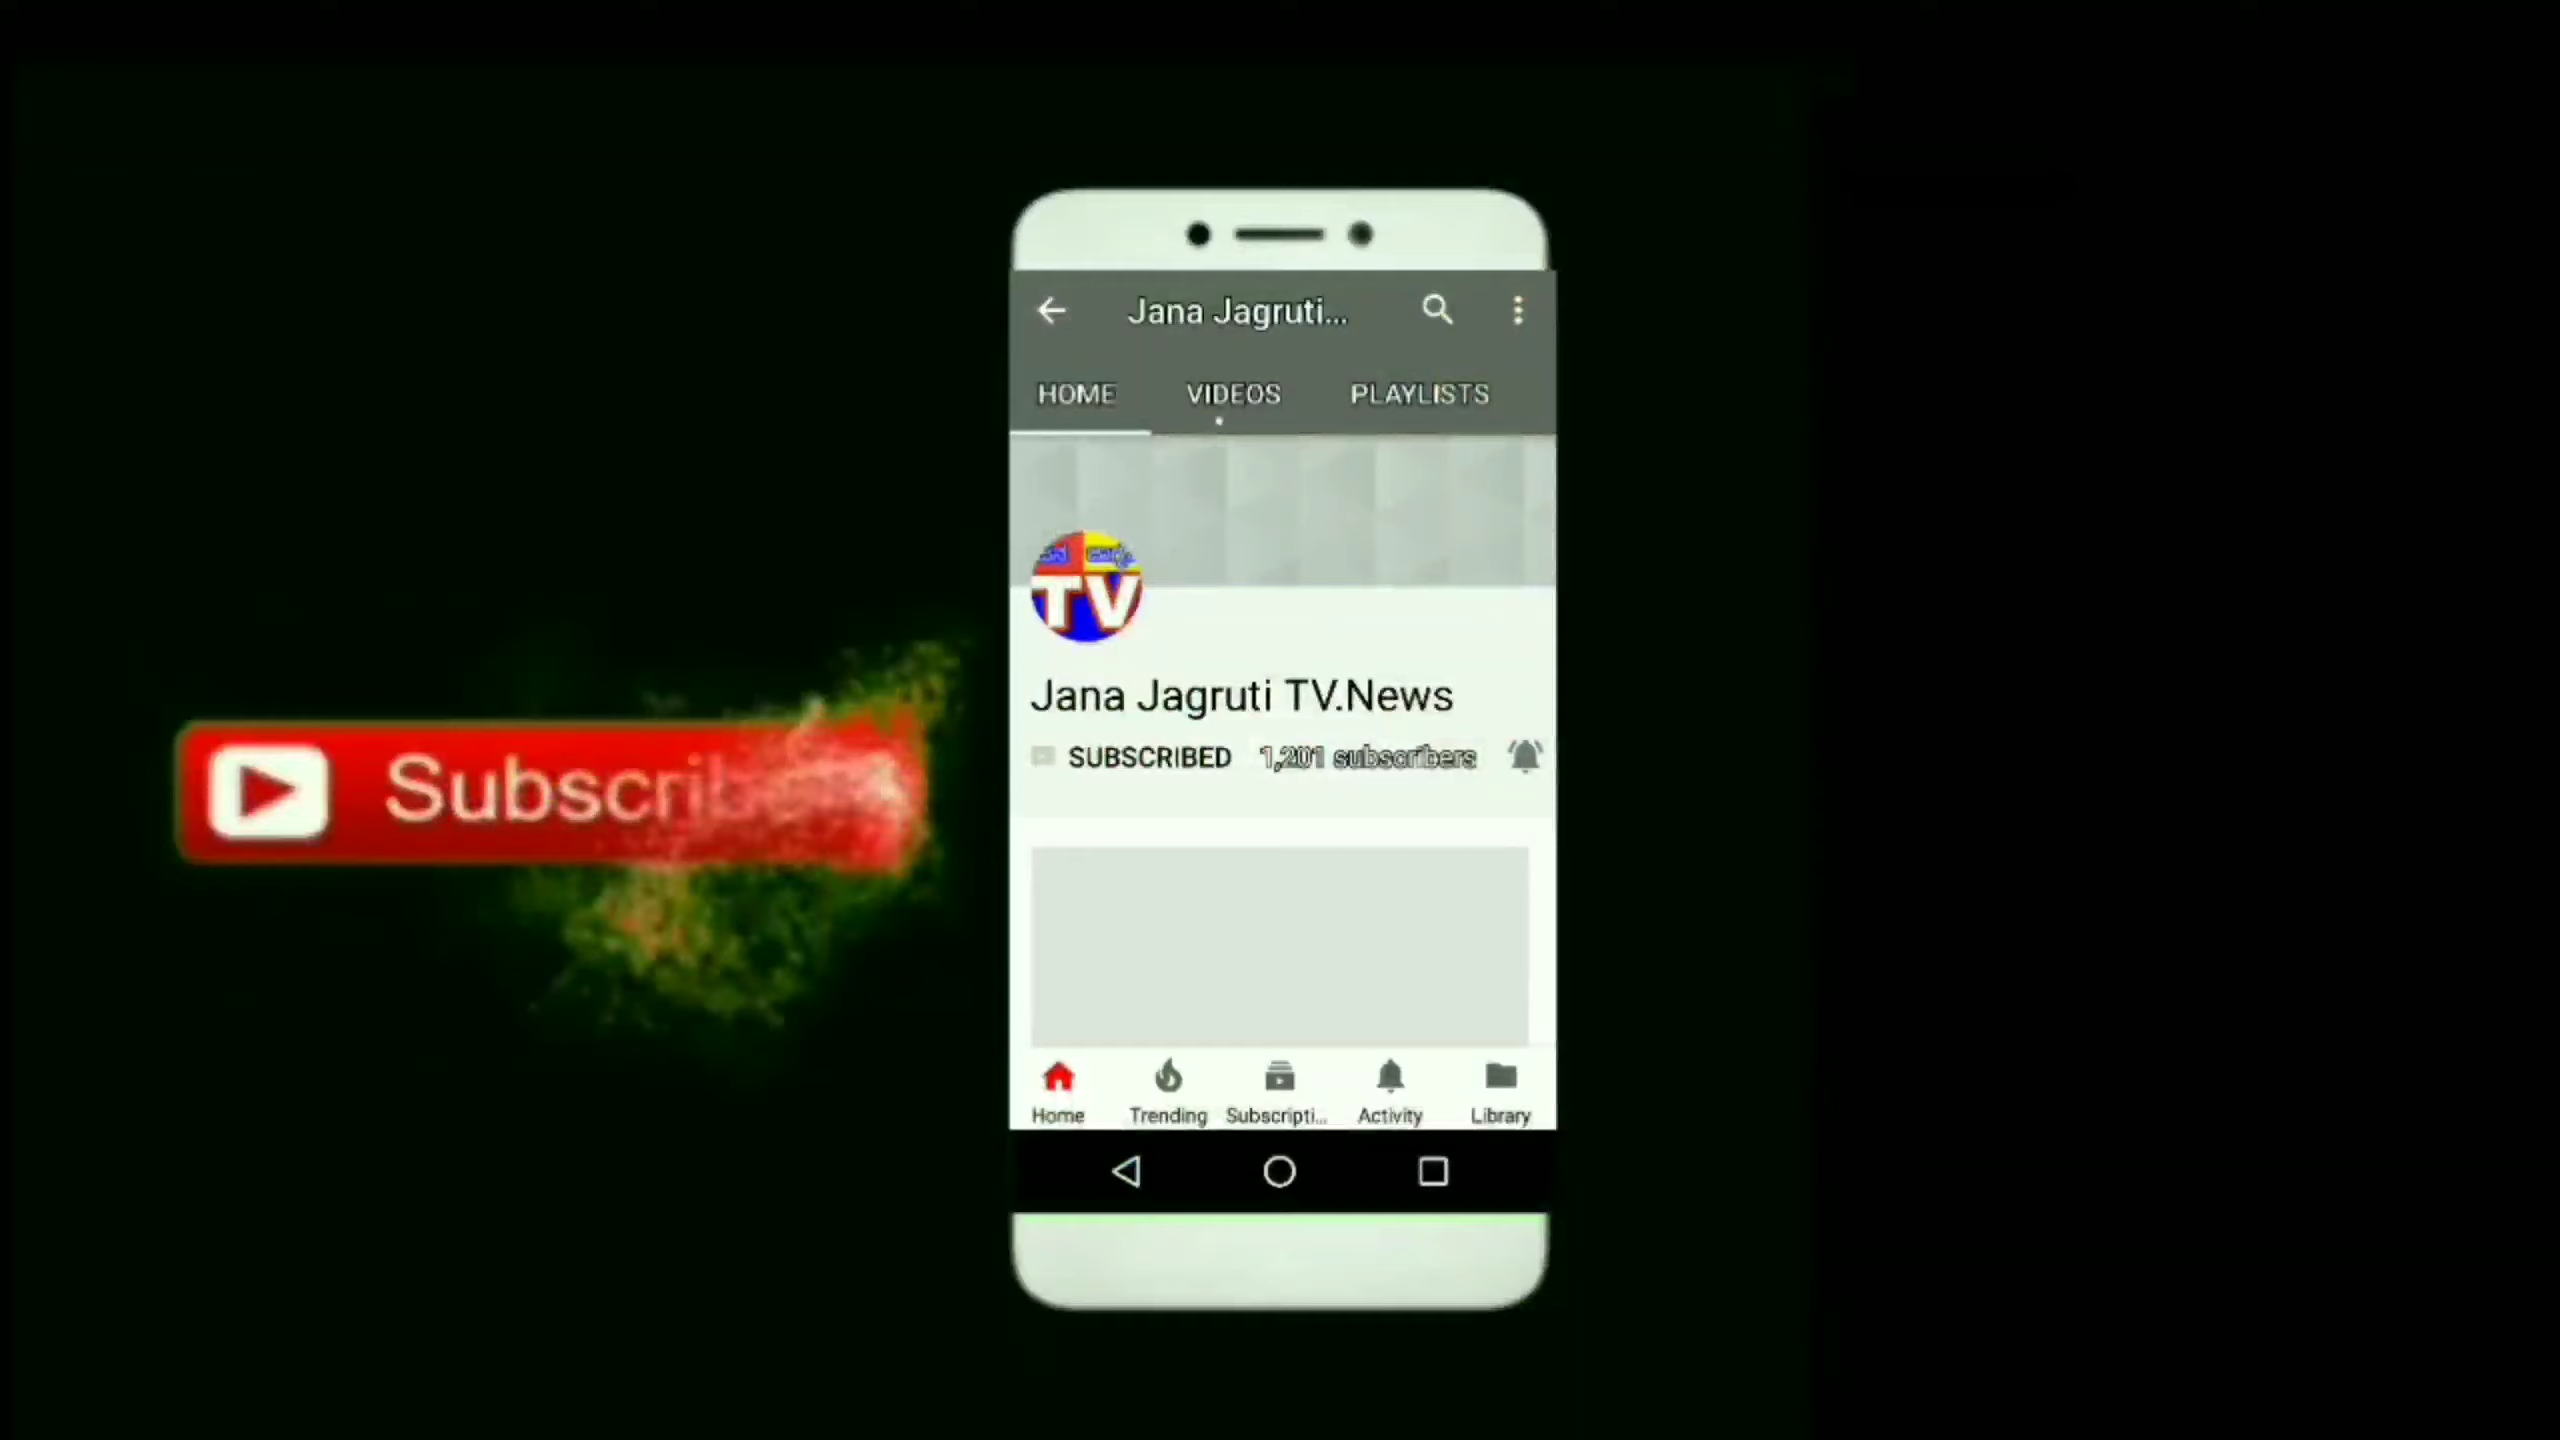 Jana Jagruti...
HOME VIDEOS PLAYLISTS
TV
Jana Jagruti TV.News
SUBSCRIBED 1,201 subscribers
Subscribe
Home Trending Subscripti... Activity Library